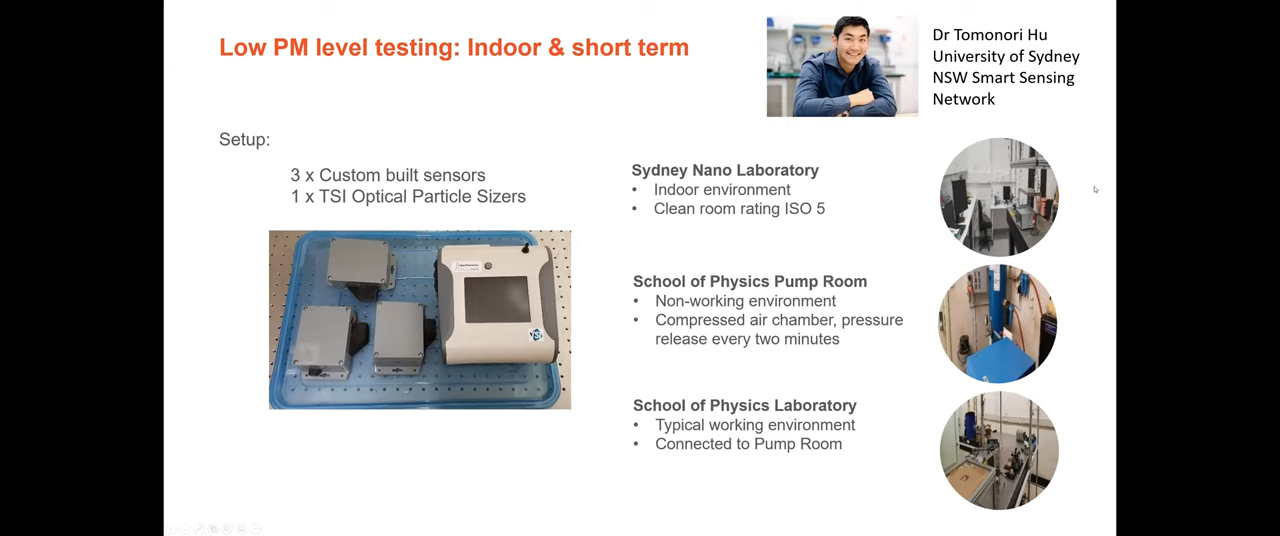 Low PM level testing: Indoor & short term
Dr Tomonori Hu
University of Sydney
NSW Smart Sensing
Network
Setup:
3 x Custom built sensors
1 x TSI Optical Particle Sizers
TSI
Sydney Nano Laboratory
• Indoor environment
• Clean room rating ISO 5
School of Physics Pump Room
• Non-working environment
• Compressed air chamber, pressure
release every two minutes
School of Physics Laboratory
• Typical working environment
• Connected to Pump Room